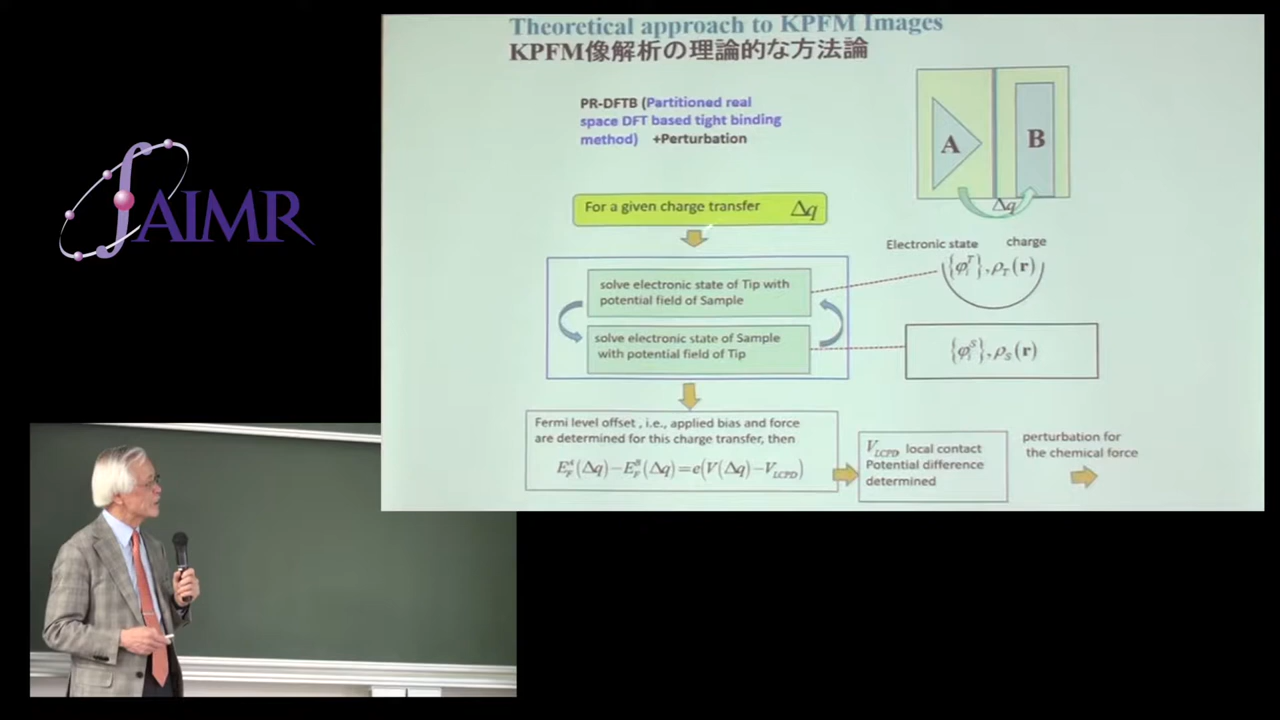 Theoretical approach to KPFM Images
KPFM像解析の理論的な方法論
PR-DFTB (Partitioned real
space DFT based tight binding
method) +Perturbation
A
B
Δq
For a given charge transfer Δq
Electronic state charge
{φᵢᵀ}, ρ_T(r)
solve electronic state of Tip with
potential field of Sample
solve electronic state of Sample
with potential field of Tip
{φᵢˢ}, ρ_S(r)
Fermi level offset , i.e., applied bias and force
are determined for this charge transfer, then
E_F^A(Δq)−E_F^B(Δq)=e(V(Δq)−V_LCPD)
V_LCPD local contact
Potential difference
determined
perturbation for
the chemical force
AIMR